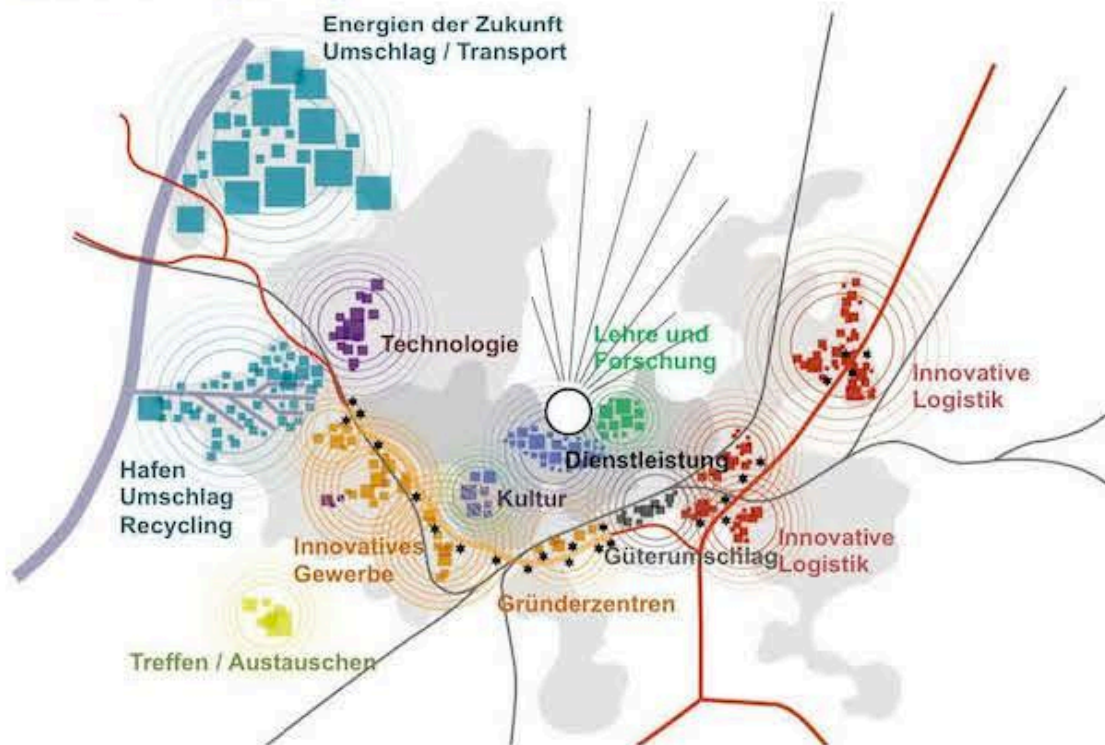 Energien der Zukunft
Umschlag / Transport
Technologie
Lehre und
Forschung
Innovative
Logistik
Dienstleistung
Hafen
Umschlag
Recycling
Kultur
Innovatives
Gewerbe
Güterumschlag
Innovative
Logistik
Gründerzentren
Treffen / Austauschen